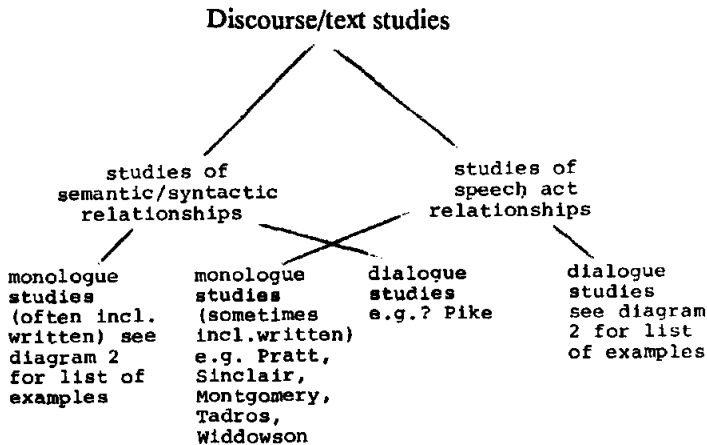 Discourse/text studies
studies of
semantic/syntactic
relationships
studies of
speech act
relationships
monologue
studies
(often incl.
written) see
diagram 2
for list of
examples
monologue
studies
(sometimes
incl.written)
e.g. Pratt,
Sinclair,
Montgomery,
Tadros,
Widdowson
dialogue
studies
e.g.? Pike
dialogue
studies
see diagram
2 for list
of examples